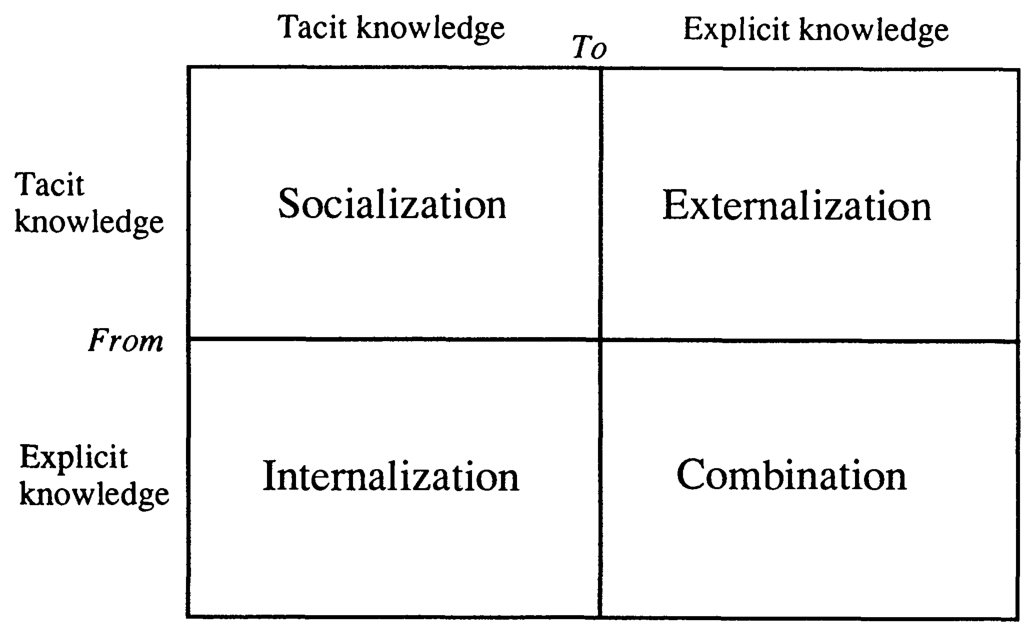 Tacit knowledge To Explicit knowledge
Tacit
knowledge
Socialization Externalization
From
Explicit
knowledge
Internalization Combination